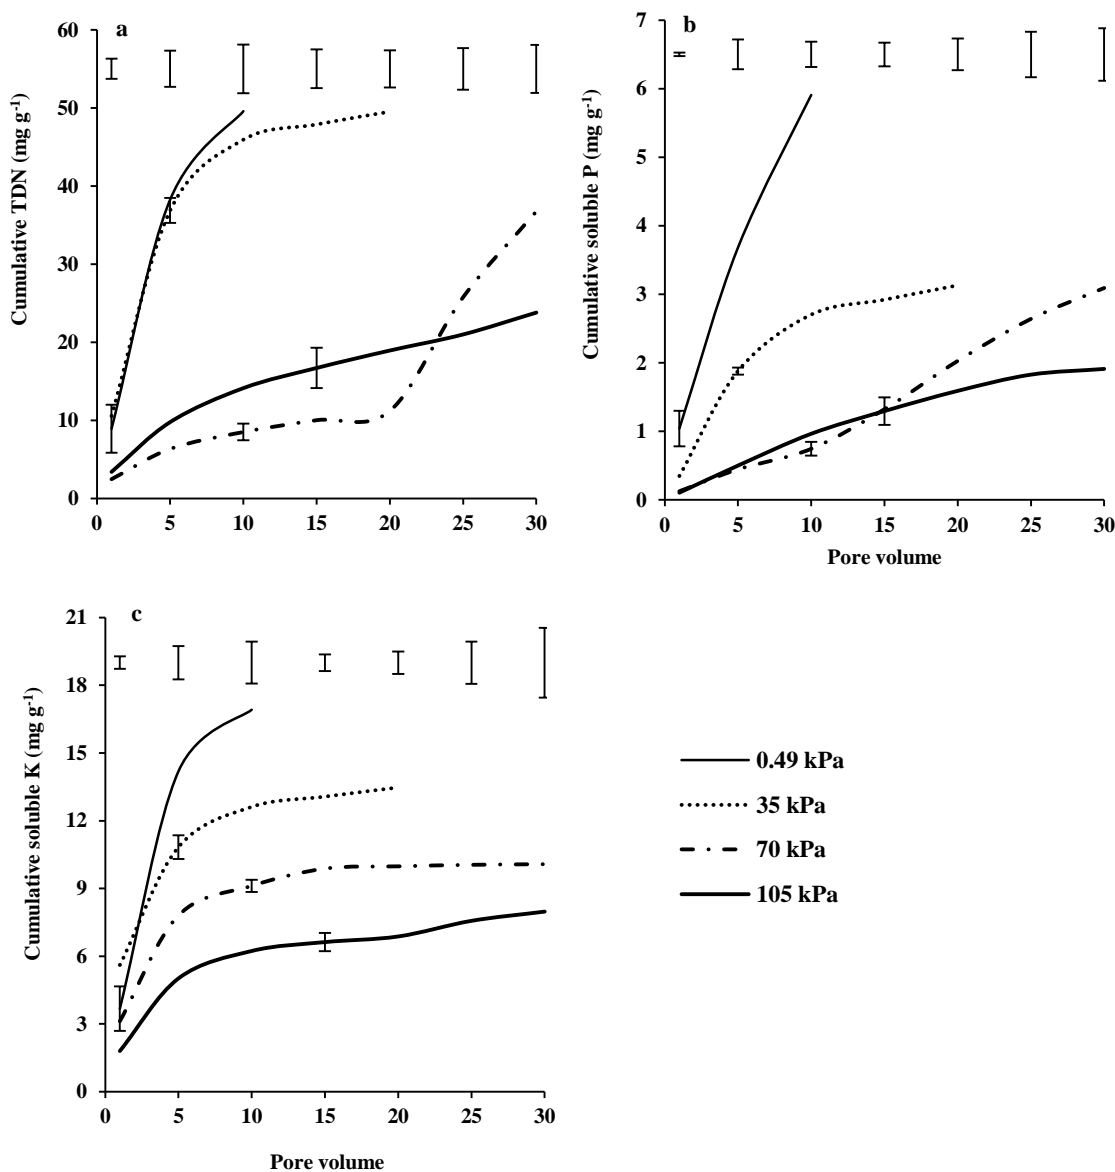 a
60
50
40
30
20
10
0
Cumulative TDN (mg g-1)
0 5 10 15 20 25 30
b
7
6
5
4
3
2
1
0
Cumulative soluble P (mg g-1)
0 5 10 15 20 25 30
Pore volume
c
21
18
15
12
9
6
3
0
Cumulative soluble K (mg g-1)
0 5 10 15 20 25 30
Pore volume
0.49 kPa
35 kPa
70 kPa
105 kPa